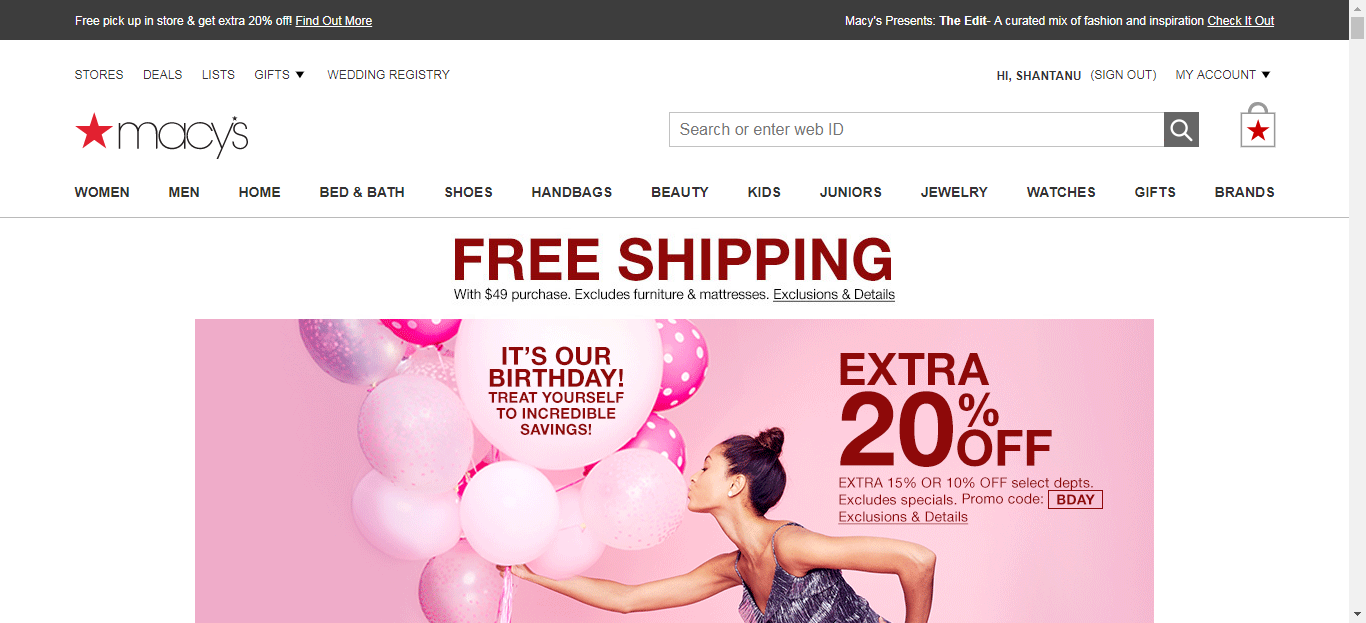 Free pick up in store & get extra 20% off! Find Out More
Macy's Presents: The Edit- A curated mix of fashion and inspiration Check It Out
STORES DEALS LISTS GIFTS ▼ WEDDING REGISTRY
HI, SHANTANU (SIGN OUT) MY ACCOUNT ▼
macy's
Search or enter web ID
WOMEN MEN HOME BED & BATH SHOES HANDBAGS BEAUTY KIDS JUNIORS JEWELRY WATCHES GIFTS BRANDS
FREE SHIPPING
With $49 purchase. Excludes furniture & mattresses. Exclusions & Details
IT'S OUR
BIRTHDAY!
TREAT YOURSELF
TO INCREDIBLE
SAVINGS!
EXTRA
20% OFF
EXTRA 15% OR 10% OFF select depts.
Excludes specials. Promo code: BDAY
Exclusions & Details